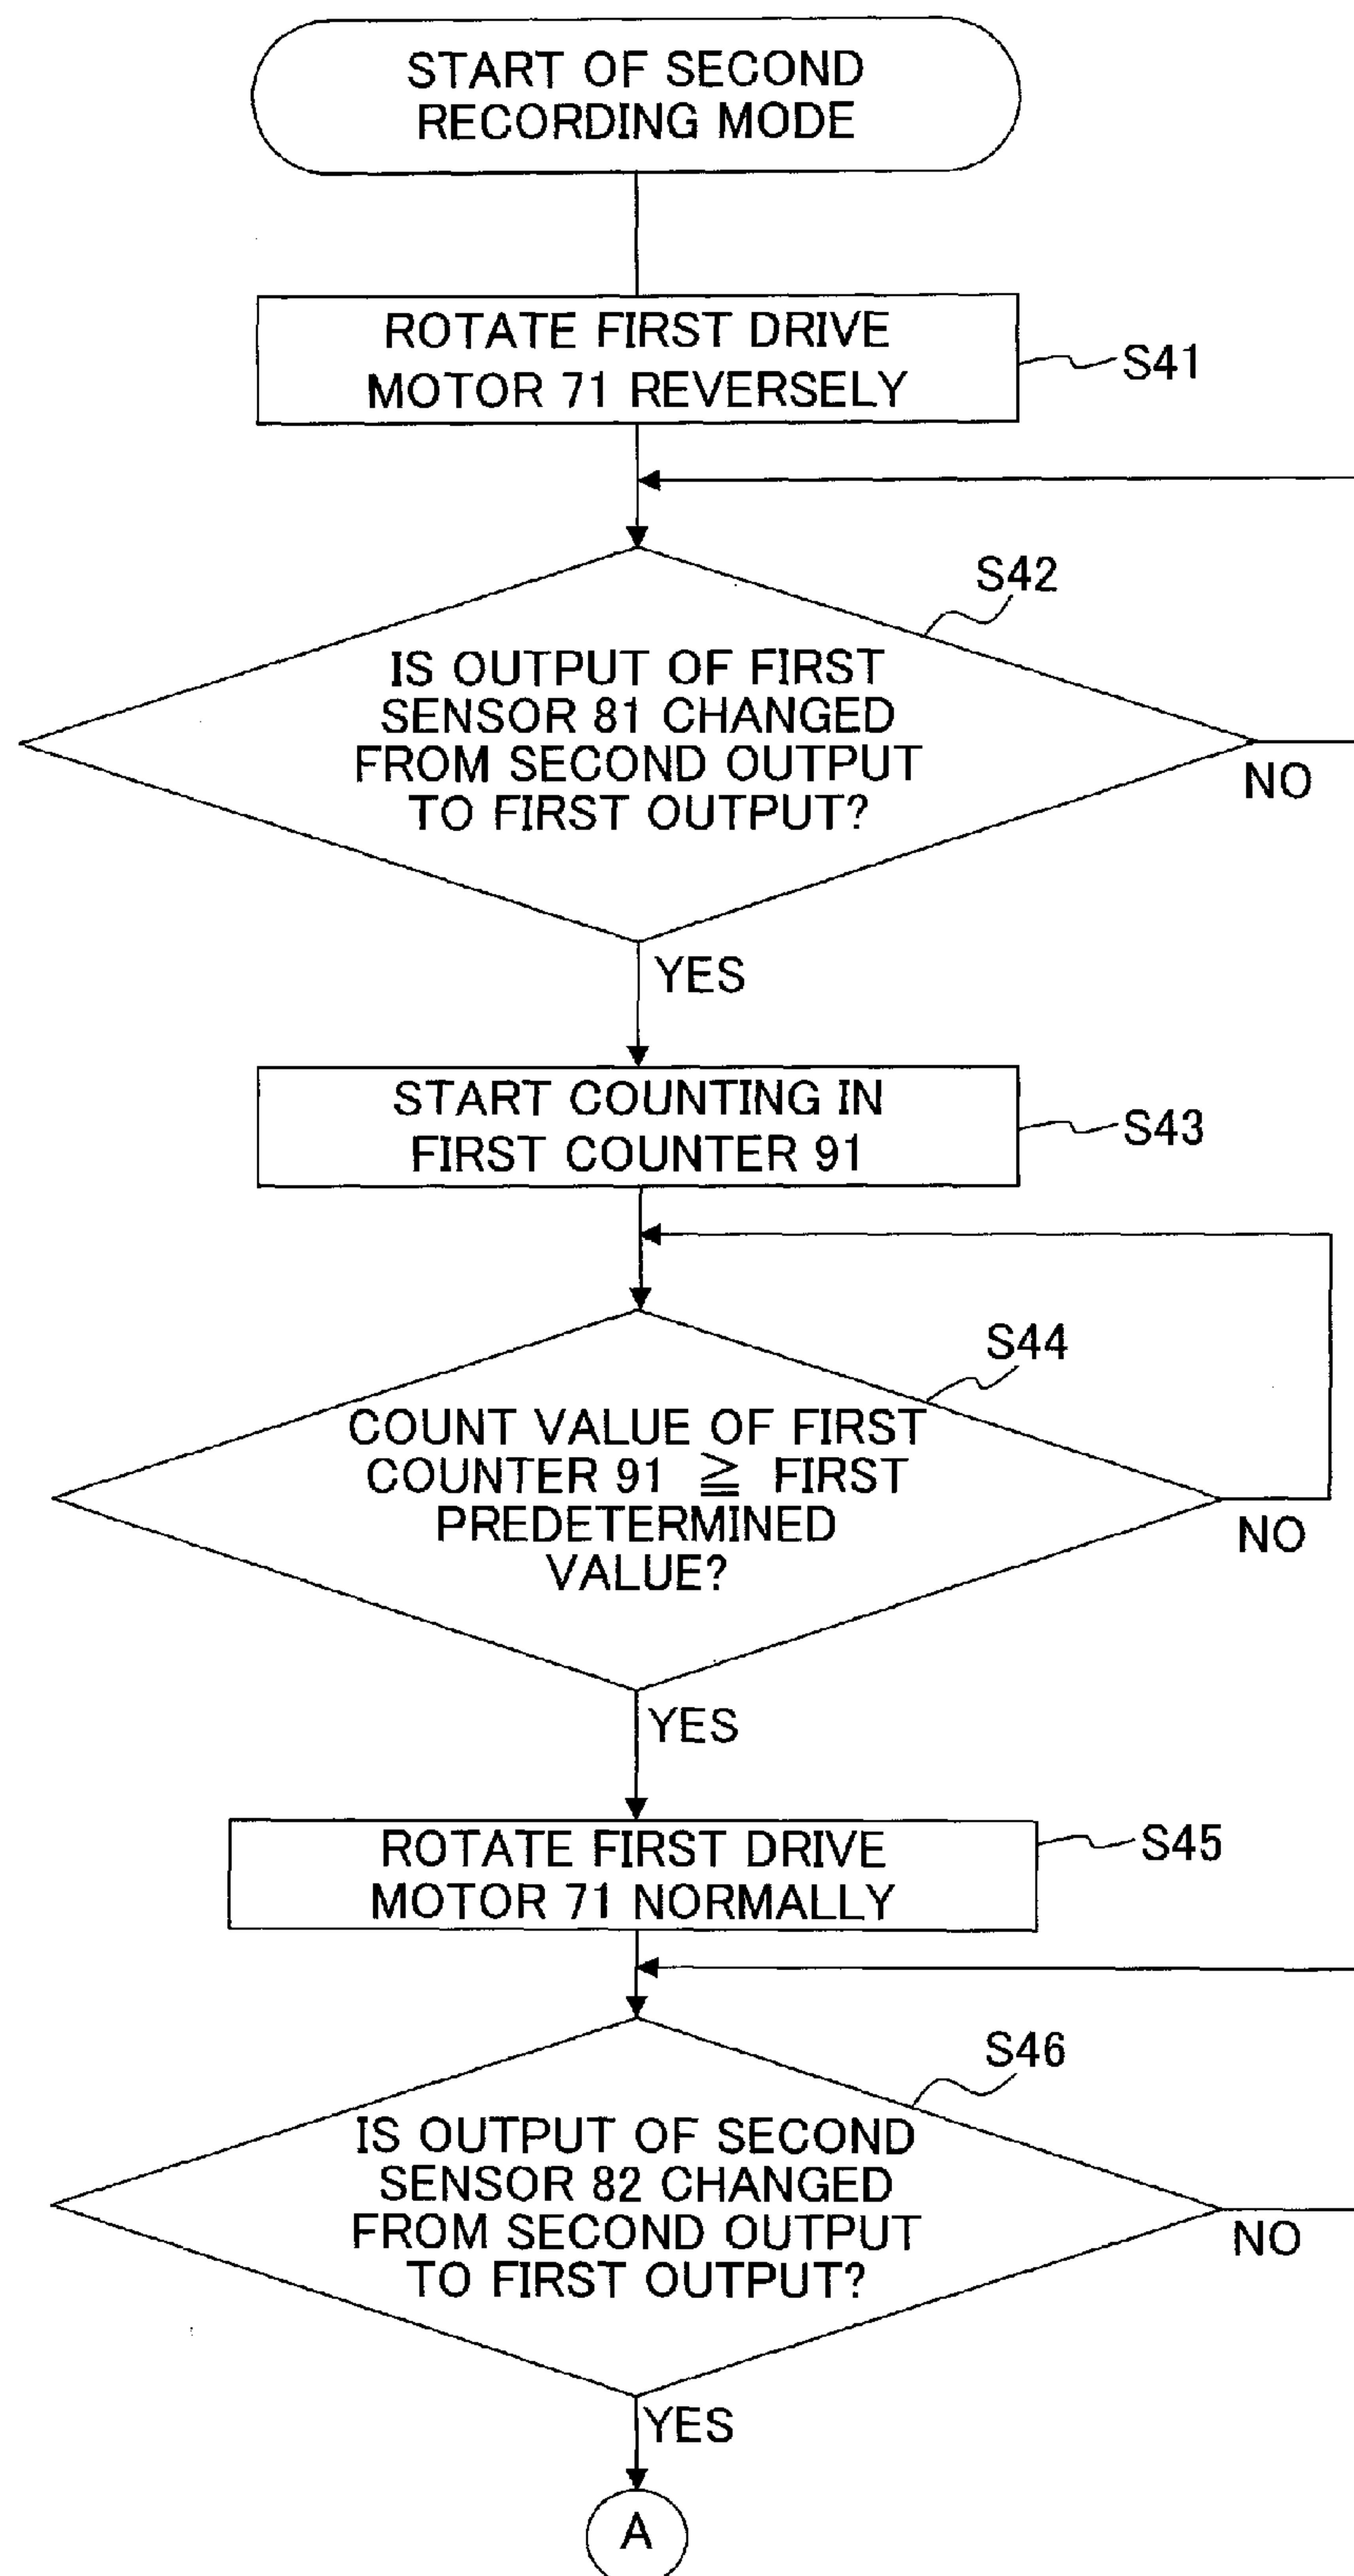 START OF SECOND
RECORDING MODE
ROTATE FIRST DRIVE
MOTOR 71 REVERSELY
S41
S42
IS OUTPUT OF FIRST
SENSOR 81 CHANGED
FROM SECOND OUTPUT
TO FIRST OUTPUT?
NO
YES
START COUNTING IN
FIRST COUNTER 91
S43
S44
COUNT VALUE OF FIRST
COUNTER 91 ≧ FIRST
PREDETERMINED
VALUE?
NO
YES
ROTATE FIRST DRIVE
MOTOR 71 NORMALLY
S45
S46
IS OUTPUT OF SECOND
SENSOR 82 CHANGED
FROM SECOND OUTPUT
TO FIRST OUTPUT?
NO
YES
A